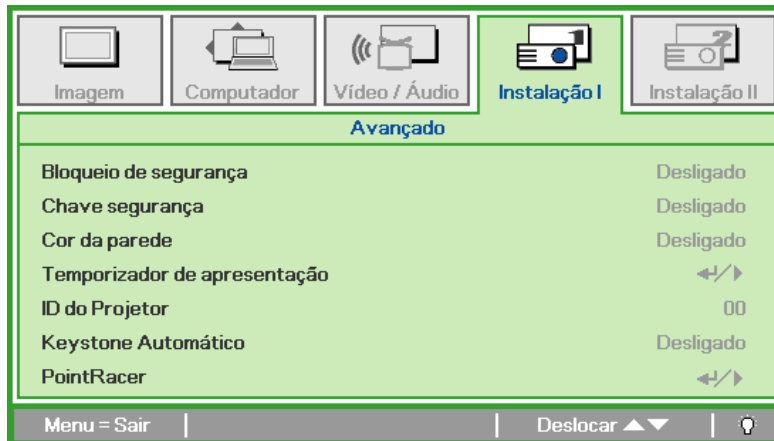 Imagem
Computador
Vídeo / Áudio
Instalação I
Instalação II
Avançado
Bloqueio de segurança Desligado
Chave segurança Desligado
Cor da parede Desligado
Temporizador de apresentação ↵/▶
ID do Projetor 00
Keystone Automático Desligado
PointRacer ↵/▶
Menu = Sair Deslocar ▲▼